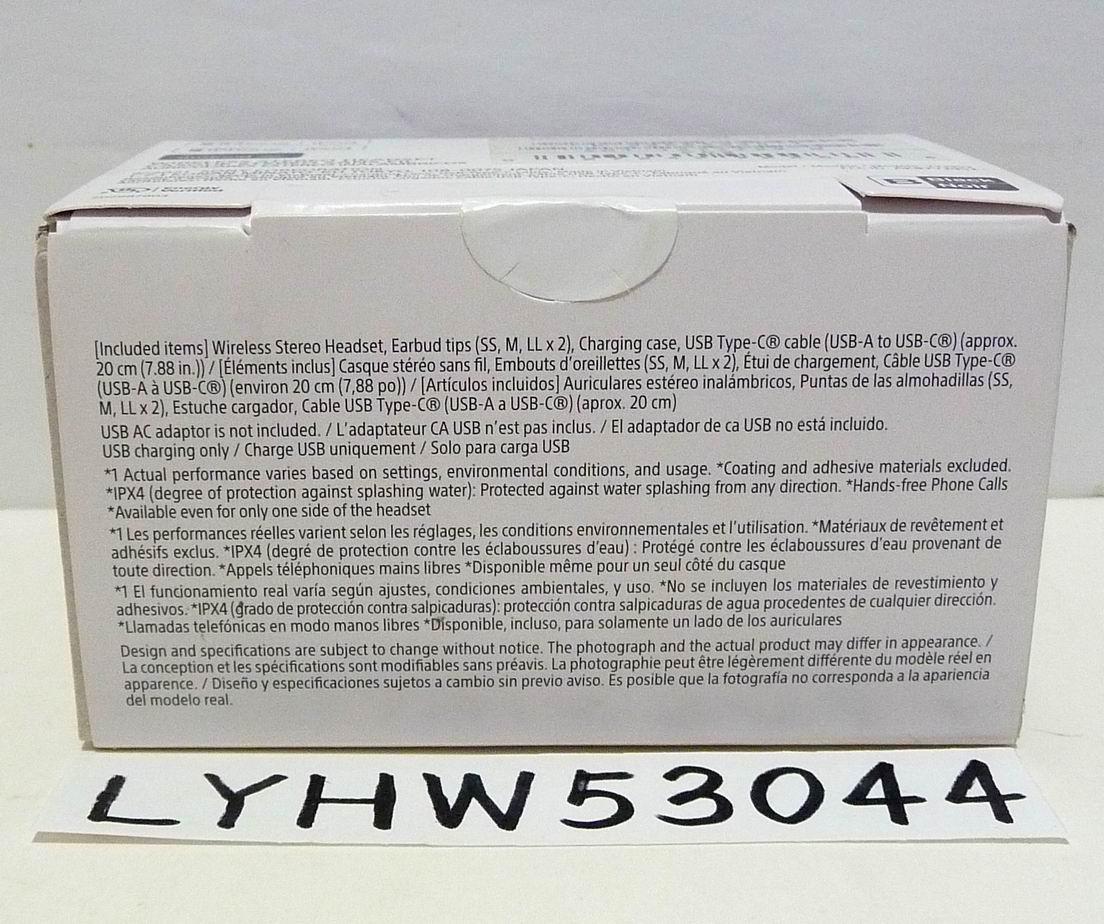 Black
Noir
[Included items] Wireless Stereo Headset, Earbud tips (SS, M, LL x 2), Charging case, USB Type-C® cable (USB-A to USB-C®) (approx.
20 cm (7.88 in.)) / [Éléments inclus] Casque stéréo sans fil, Embouts d'oreillettes (SS, M, LL x 2), Étui de chargement, Câble USB Type-C®
(USB-A à USB-C®) (environ 20 cm (7,88 po)) / [Artículos incluidos] Auriculares estéreo inalámbricos, Puntas de las almohadillas (SS,
M, LL x 2), Estuche cargador, Cable USB Type-C® (USB-A a USB-C®) (aprox. 20 cm)
USB AC adaptor is not included. / L'adaptateur CA USB n'est pas inclus. / El adaptador de ca USB no está incluido.
USB charging only / Charge USB uniquement / Solo para carga USB
*1 Actual performance varies based on settings, environmental conditions, and usage. *Coating and adhesive materials excluded.
*IPX4 (degree of protection against splashing water): Protected against water splashing from any direction. *Hands-free Phone Calls
*Available even for only one side of the headset
*1 Les performances réelles varient selon les réglages, les conditions environnementales et l'utilisation. *Matériaux de revêtement et
adhésifs exclus. *IPX4 (degré de protection contre les éclaboussures d'eau) : Protégé contre les éclaboussures d'eau provenant de
toute direction. *Appels téléphoniques mains libres *Disponible même pour un seul côté du casque
*1 El funcionamiento real varía según ajustes, condiciones ambientales, y uso. *No se incluyen los materiales de revestimiento y
adhesivos. *IPX4 (grado de protección contra salpicaduras): protección contra salpicaduras de agua procedentes de cualquier dirección.
*Llamadas telefónicas en modo manos libres *Disponible, incluso, para solamente un lado de los auriculares
Design and specifications are subject to change without notice. The photograph and the actual product may differ in appearance. /
La conception et les spécifications sont modifiables sans préavis. La photographie peut être légèrement différente du modèle réel en
apparence. / Diseño y especificaciones sujetos a cambio sin previo aviso. Es posible que la fotografía no corresponda a la apariencia
del modelo real.
LYHW53044